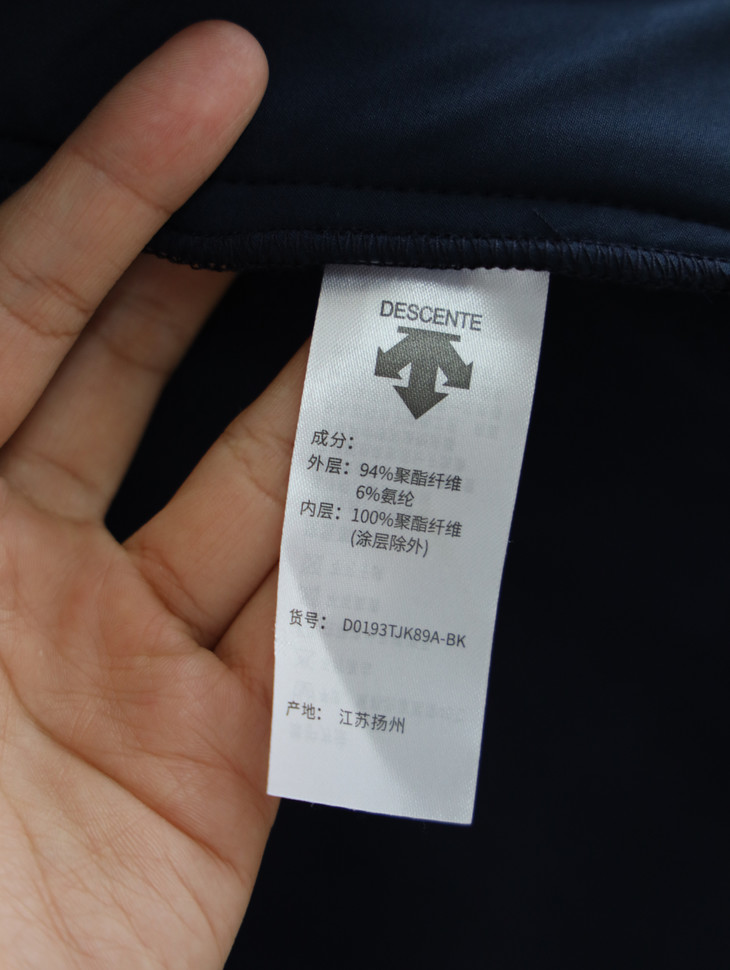 DESCENTE
成分：
外层：94%聚酯纤维
6%氨纶
内层：100%聚酯纤维
(涂层除外)
货号： D0193TJK89A-BK
产地： 江苏扬州